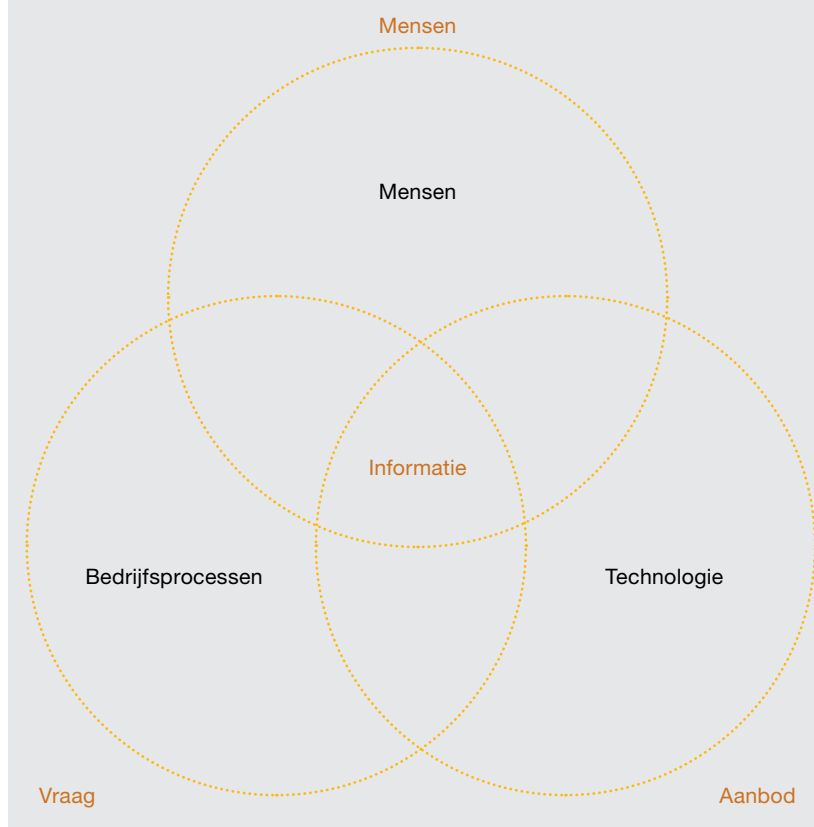 Mensen
Mensen
Informatie
Bedrijfsprocessen
Technologie
Vraag
Aanbod